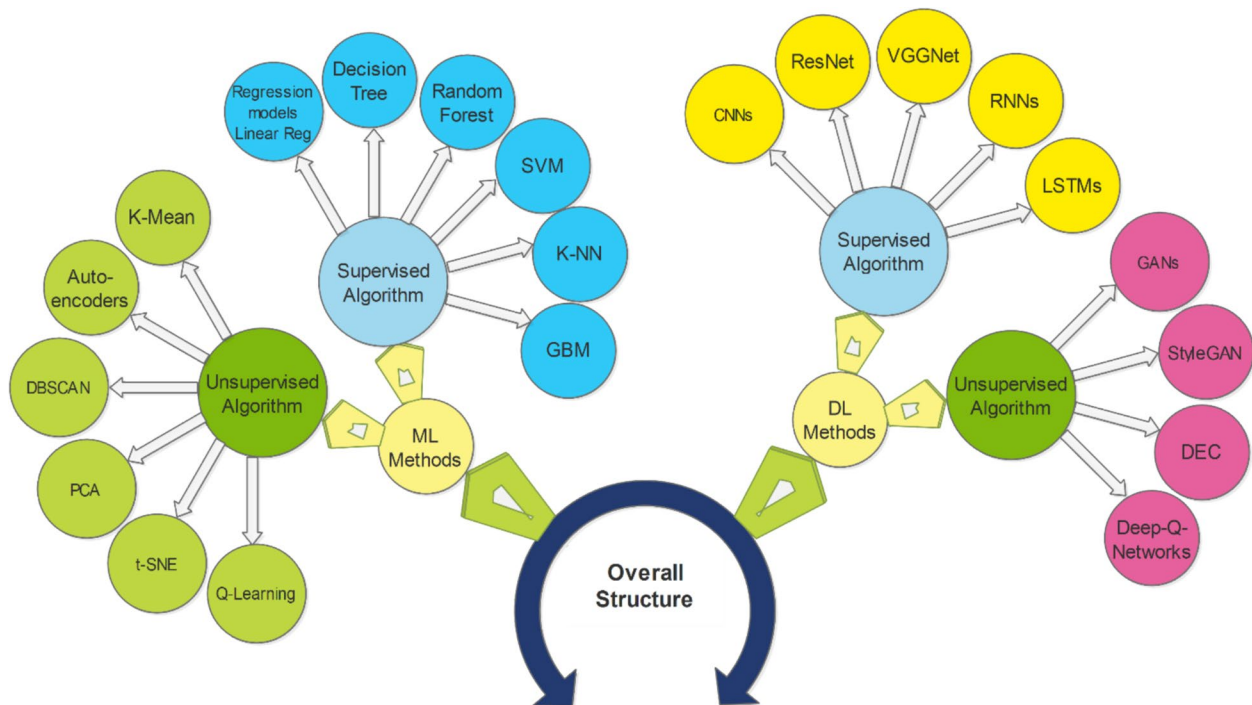 Regression
models
Linear Reg
Decision
Tree
Random
Forest
SVM
K-NN
GBM
Supervised
Algorithm
K-Mean
Auto-
encoders
DBSCAN
PCA
t-SNE
Q-Learning
Unsupervised
Algorithm
ML
Methods
CNNs
ResNet
VGGNet
RNNs
LSTMs
Supervised
Algorithm
GANs
StyleGAN
DEC
Deep-Q-
Networks
Unsupervised
Algorithm
DL
Methods
Overall
Structure